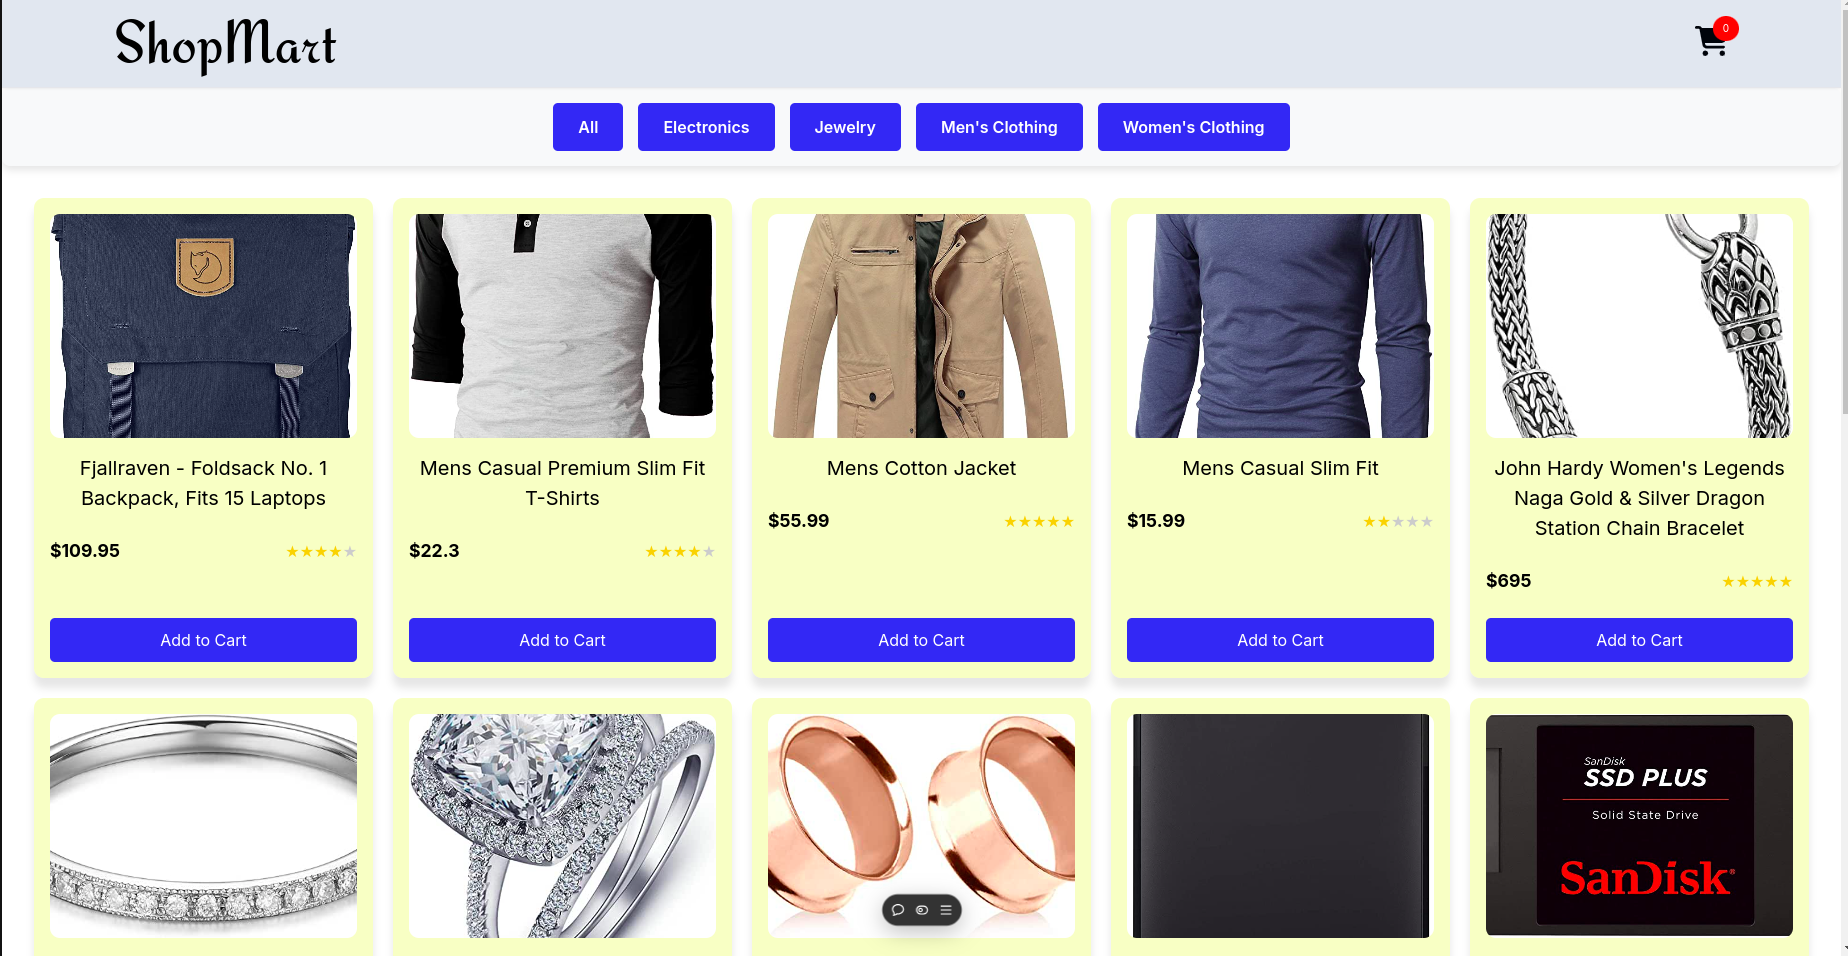 ShopMart
0
All
Electronics
Jewelry
Men's Clothing
Women's Clothing
Fjallraven - Foldsack No. 1
Backpack, Fits 15 Laptops
$109.95
★★★★★
Add to Cart
Mens Casual Premium Slim Fit
T-Shirts
$22.3
★★★★★
Add to Cart
Mens Cotton Jacket
$55.99
★★★★★
Add to Cart
Mens Casual Slim Fit
$15.99
★★★★★
Add to Cart
John Hardy Women's Legends
Naga Gold & Silver Dragon
Station Chain Bracelet
$695
★★★★★
Add to Cart
SanDisk
SSD PLUS
Solid State Drive
SanDisk®